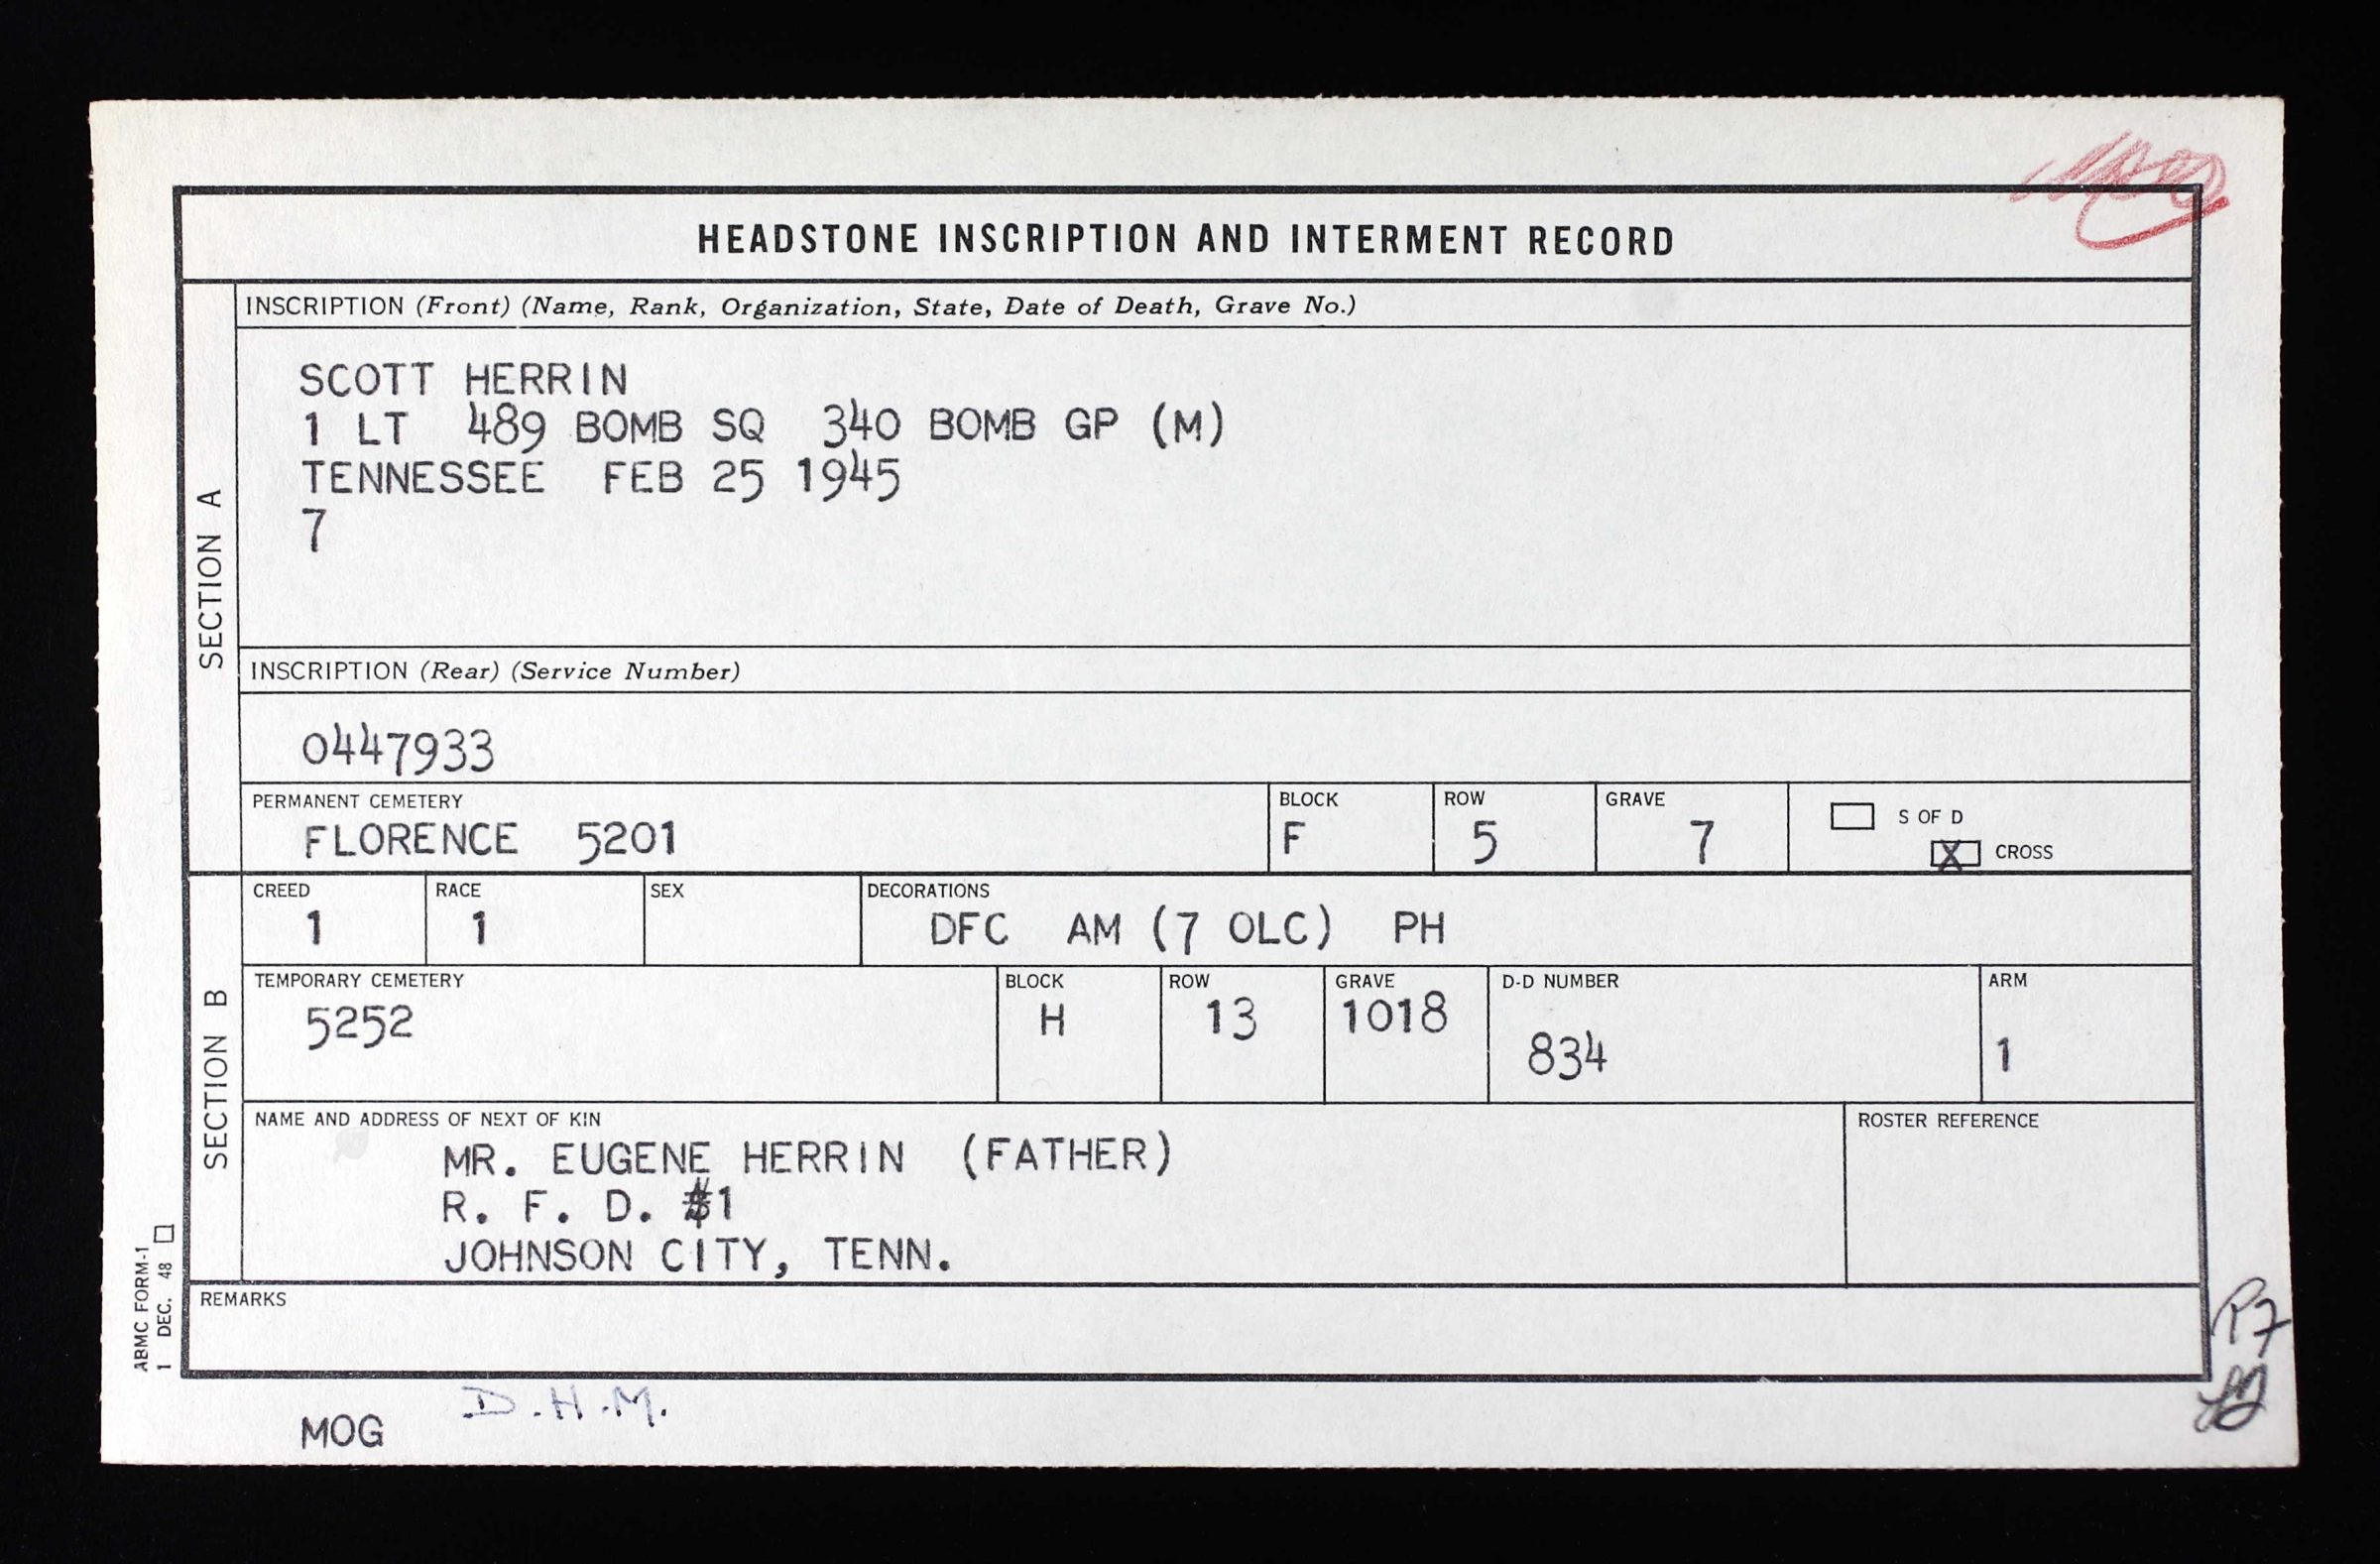 HEADSTONE INSCRIPTION AND INTERMENT RECORD
SECTION A
INSCRIPTION (Front) (Name, Rank, Organization, State, Date of Death, Grave No.)
SCOTT HERRIN
1 LT 489 BOMB SQ 340 BOMB GP (M)
TENNESSEE FEB 25 1945
7
INSCRIPTION (Rear) (Service Number)
0447933
PERMANENT CEMETERY BLOCK ROW GRAVE
FLORENCE 5201 F 5 7
S OF D
X CROSS
SECTION B
CREED RACE SEX DECORATIONS
1 1 DFC AM (7 OLC) PH
TEMPORARY CEMETERY BLOCK ROW GRAVE D-D NUMBER ARM
5252 H 13 1018 834 1
NAME AND ADDRESS OF NEXT OF KIN ROSTER REFERENCE
MR. EUGENE HERRIN (FATHER)
R. F. D. #1
JOHNSON CITY, TENN.
REMARKS
ABMC FORM-1
1 DEC. 48
MOG D.H.M.
P7